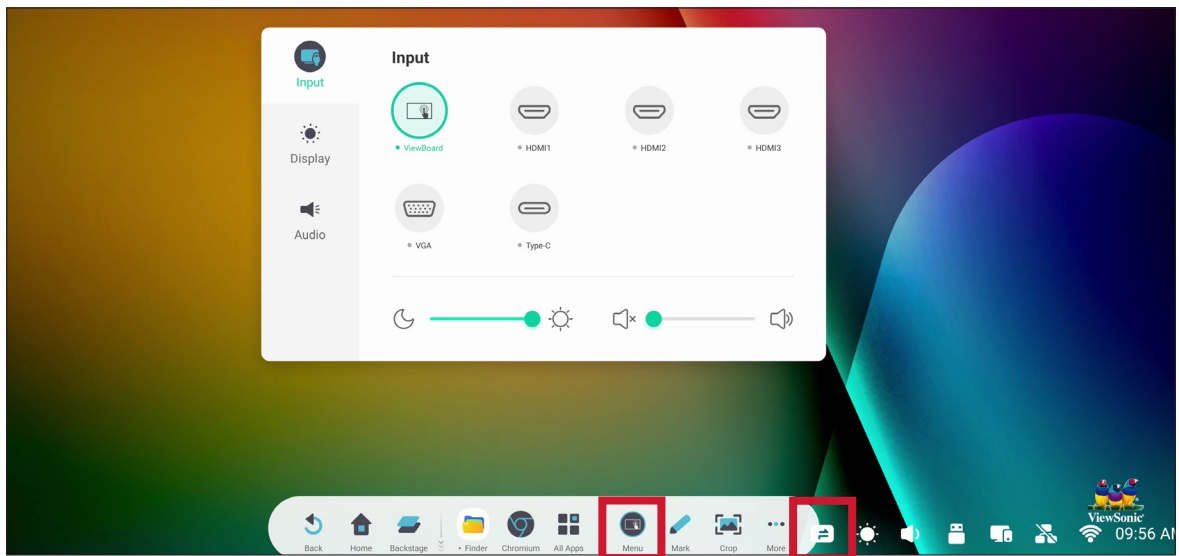 Input
Input
ViewBoard
HDMI1
HDMI2
HDMI3
Display
Audio
VGA
Type-C
Back
Home
Backstage
Finder
Chromium
All Apps
Menu
Mark
Crop
More
ViewSonic
09:56